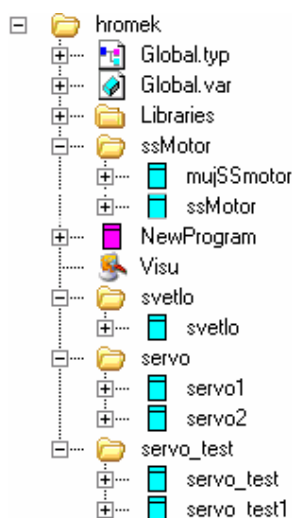 hromek
Global.typ
Global.var
Libraries
ssMotor
mujSSmotor
ssMotor
NewProgram
Visu
svetlo
svetlo
servo
servo1
servo2
servo_test
servo_test
servo_test1